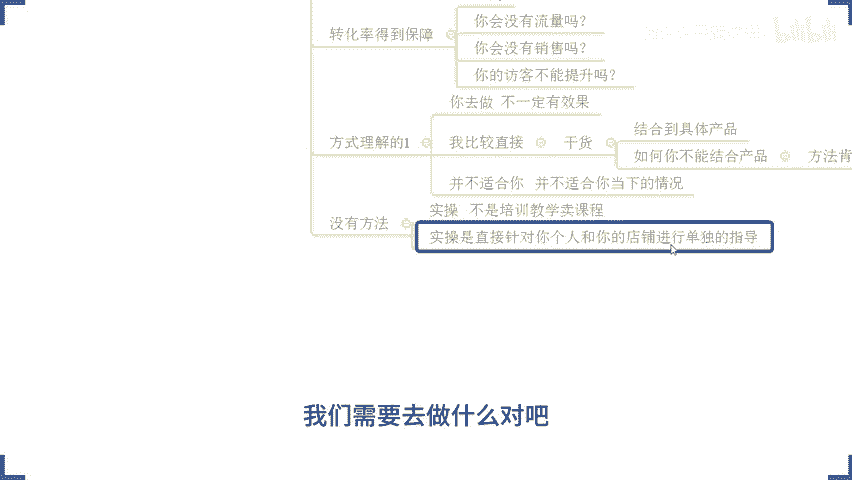 你会没有流量吗？
转化率得到保障
你会没有销售吗？
你的访客不能提升吗？
你去做 不一定有效果
结合到具体产品
方式理解的1 我比较直接 干货
如何你不能结合产品 方法肯
并不适合你 并不适合你当下的情况
实操 不是培训教学卖课程
没有方法
实操是直接针对你个人和你的店铺进行单独的指导
我们需要去做什么对吧